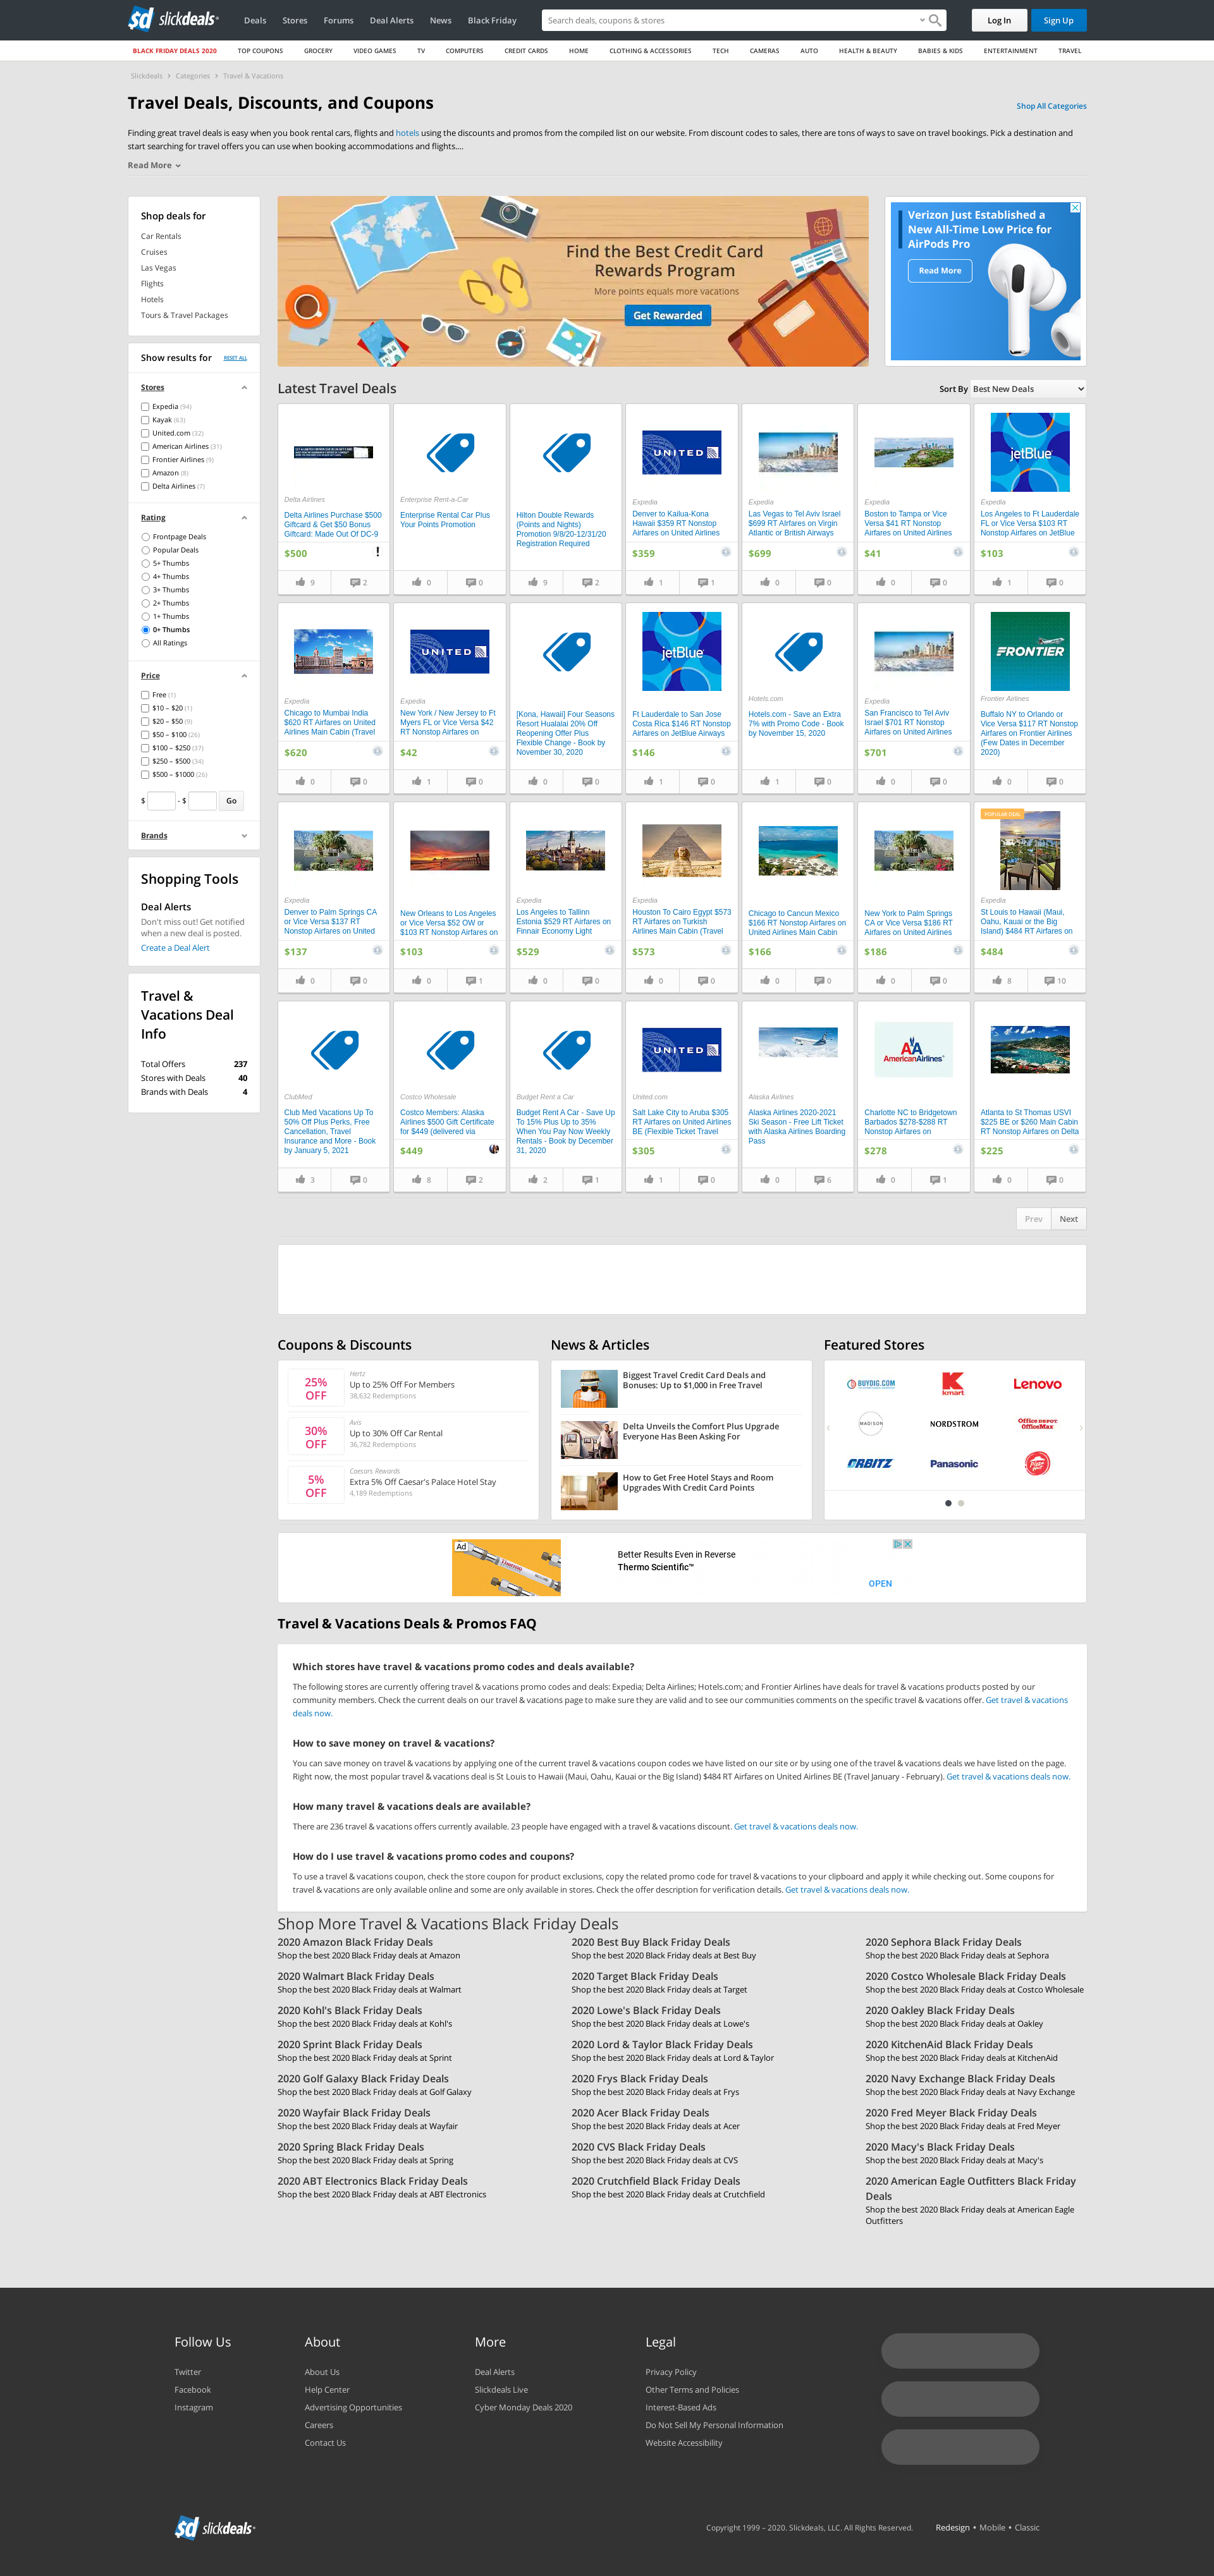 sd slickdeals
Deals Stores Forums Deal Alerts News Black Friday
Search deals, coupons & stores
Log In
Sign Up
BLACK FRIDAY DEALS 2020 TOP COUPONS GROCERY VIDEO GAMES TV COMPUTERS CREDIT CARDS HOME CLOTHING & ACCESSORIES TECH CAMERAS AUTO HEALTH & BEAUTY BABIES & KIDS ENTERTAINMENT TRAVEL
Slickdeals > Categories > Travel & Vacations
Travel Deals, Discounts, and Coupons
Shop All Categories
Finding great travel deals is easy when you book rental cars, flights and hotels using the discounts and promos from the compiled list on our website. From discount codes to sales, there are tons of ways to save on travel bookings. Pick a destination and
start searching for travel offers you can use when booking accommodations and flights....
Read More
Shop deals for
Car Rentals
Cruises
Las Vegas
Flights
Hotels
Tours & Travel Packages
Show results for RESET ALL
Stores
Expedia (94)
Kayak (63)
United.com (32)
American Airlines (31)
Frontier Airlines (9)
Amazon (8)
Delta Airlines (7)
Rating
Frontpage Deals
Popular Deals
5+ Thumbs
4+ Thumbs
3+ Thumbs
2+ Thumbs
1+ Thumbs
0+ Thumbs
All Ratings
Price
Free (1)
$10 – $20 (1)
$20 – $50 (9)
$50 – $100 (26)
$100 – $250 (37)
$250 – $500 (34)
$500 – $1000 (26)
$ - $ Go
Brands
Shopping Tools
Deal Alerts
Don't miss out! Get notified
when a new deal is posted.
Create a Deal Alert
Travel &
Vacations Deal
Info
Total Offers 237
Stores with Deals 40
Brands with Deals 4
Find the Best Credit Card
Rewards Program
More points equals more vacations
Get Rewarded
PASSPORT
Verizon Just Established a
New All-Time Low Price for
AirPods Pro
Read More
Latest Travel Deals
Sort By Best New Deals
Delta Airlines
Delta Airlines Purchase $500
Giftcard & Get $50 Bonus
Giftcard: Made Out Of DC-9
$500
9 2
Enterprise Rent-a-Car
Enterprise Rental Car Plus
Your Points Promotion
0 0
Hilton Double Rewards
(Points and Nights)
Promotion 9/8/20-12/31/20
Registration Required
9 2
UNITED
Expedia
Denver to Kailua-Kona
Hawaii $359 RT Nonstop
Airfares on United Airlines
$359
1 1
Expedia
Las Vegas to Tel Aviv Israel
$699 RT AIrfares on Virgin
Atlantic or British Airways
$699
0 0
Expedia
Boston to Tampa or Vice
Versa $41 RT Nonstop
Airfares on United Airlines
$41
0 0
jetBlue
Expedia
Los Angeles to Ft Lauderdale
FL or Vice Versa $103 RT
Nonstop Airfares on JetBlue
$103
1 0
Expedia
Chicago to Mumbai India
$620 RT Airfares on United
Airlines Main Cabin (Travel
$620
0 0
UNITED
Expedia
New York / New Jersey to Ft
Myers FL or Vice Versa $42
RT Nonstop Airfares on
$42
1 0
[Kona, Hawaii] Four Seasons
Resort Hualalai 20% Off
Reopening Offer Plus
Flexible Change - Book by
November 30, 2020
0 0
jetBlue
Ft Lauderdale to San Jose
Costa Rica $146 RT Nonstop
Airfares on JetBlue Airways
$146
1 0
Hotels.com
Hotels.com - Save an Extra
7% with Promo Code - Book
by November 15, 2020
1 0
Expedia
San Francisco to Tel Aviv
Israel $701 RT Nonstop
Airfares on United Airlines
$701
0 0
FRONTIER
Frontier Airlines
Buffalo NY to Orlando or
Vice Versa $117 RT Nonstop
Airfares on Frontier Airlines
(Few Dates in December
2020)
0 0
Expedia
Denver to Palm Springs CA
or Vice Versa $137 RT
Nonstop Airfares on United
$137
0 0
New Orleans to Los Angeles
or Vice Versa $52 OW or
$103 RT Nonstop Airfares on
$103
0 1
Expedia
Los Angeles to Tallinn
Estonia $529 RT Airfares on
Finnair Economy Light
$529
0 0
Expedia
Houston To Cairo Egypt $573
RT Airfares on Turkish
Airlines Main Cabin (Travel
$573
0 0
Chicago to Cancun Mexico
$166 RT Nonstop Airfares on
United Airlines Main Cabin
$166
0 0
New York to Palm Springs
CA or Vice Versa $186 RT
Airfares on United Airlines
$186
0 0
POPULAR DEAL
Expedia
St Louis to Hawaii (Maui,
Oahu, Kauai or the Big
Island) $484 RT Airfares on
$484
8 10
ClubMed
Club Med Vacations Up To
50% Off Plus Perks, Free
Cancellation, Travel
Insurance and More - Book
by January 5, 2021
3 0
Costco Wholesale
Costco Members: Alaska
Airlines $500 Gift Certificate
for $449 (delivered via
$449
8 2
Budget Rent a Car
Budget Rent A Car - Save Up
To 15% Plus Up to 35%
When You Pay Now Weekly
Rentals - Book by December
31, 2020
2 1
UNITED
United.com
Salt Lake City to Aruba $305
RT Airfares on United Airlines
BE (Flexible Ticket Travel
$305
1 0
Alaska Airlines
Alaska Airlines 2020-2021
Ski Season - Free Lift Ticket
with Alaska Airlines Boarding
Pass
0 6
AA
AmericanAirlines
Charlotte NC to Bridgetown
Barbados $278-$288 RT
Nonstop Airfares on
$278
0 1
Atlanta to St Thomas USVI
$225 BE or $260 Main Cabin
RT Nonstop Airfares on Delta
$225
0 0
Prev Next
Coupons & Discounts
25%
OFF
Hertz
Up to 25% Off For Members
38,632 Redemptions
30%
OFF
Avis
Up to 30% Off Car Rental
36,782 Redemptions
5%
OFF
Caesars Rewards
Extra 5% Off Caesar's Palace Hotel Stay
4,189 Redemptions
News & Articles
Biggest Travel Credit Card Deals and
Bonuses: Up to $1,000 in Free Travel
Delta Unveils the Comfort Plus Upgrade
Everyone Has Been Asking For
How to Get Free Hotel Stays and Room
Upgrades With Credit Card Points
Featured Stores
BUYDIG.COM
kmart
Lenovo
MADISON
NORDSTROM
Office DEPOT
OfficeMax
ORBITZ
Panasonic
Pizza Hut
Ad
Better Results Even in Reverse
Thermo Scientific™
OPEN
Travel & Vacations Deals & Promos FAQ
Which stores have travel & vacations promo codes and deals available?
The following stores are currently offering travel & vacations promo codes and deals: Expedia; Delta Airlines; Hotels.com; and Frontier Airlines have deals for travel & vacations products posted by our
community members. Check the current deals on our travel & vacations page to make sure they are valid and to see our communities comments on the specific travel & vacations offer. Get travel & vacations
deals now.
How to save money on travel & vacations?
You can save money on travel & vacations by applying one of the current travel & vacations coupon codes we have listed on our site or by using one of the travel & vacations deals we have listed on the page.
Right now, the most popular travel & vacations deal is St Louis to Hawaii (Maui, Oahu, Kauai or the Big Island) $484 RT Airfares on United Airlines BE (Travel January - February). Get travel & vacations deals now.
How many travel & vacations deals are available?
There are 236 travel & vacations offers currently available. 23 people have engaged with a travel & vacations discount. Get travel & vacations deals now.
How do I use travel & vacations promo codes and coupons?
To use a travel & vacations coupon, check the store coupon for product exclusions, copy the related promo code for travel & vacations to your clipboard and apply it while checking out. Some coupons for
travel & vacations are only available online and some are only available in stores. Check the offer description for verification details. Get travel & vacations deals now.
Shop More Travel & Vacations Black Friday Deals
2020 Amazon Black Friday Deals
Shop the best 2020 Black Friday deals at Amazon
2020 Best Buy Black Friday Deals
Shop the best 2020 Black Friday deals at Best Buy
2020 Sephora Black Friday Deals
Shop the best 2020 Black Friday deals at Sephora
2020 Walmart Black Friday Deals
Shop the best 2020 Black Friday deals at Walmart
2020 Target Black Friday Deals
Shop the best 2020 Black Friday deals at Target
2020 Costco Wholesale Black Friday Deals
Shop the best 2020 Black Friday deals at Costco Wholesale
2020 Kohl's Black Friday Deals
Shop the best 2020 Black Friday deals at Kohl's
2020 Lowe's Black Friday Deals
Shop the best 2020 Black Friday deals at Lowe's
2020 Oakley Black Friday Deals
Shop the best 2020 Black Friday deals at Oakley
2020 Sprint Black Friday Deals
Shop the best 2020 Black Friday deals at Sprint
2020 Lord & Taylor Black Friday Deals
Shop the best 2020 Black Friday deals at Lord & Taylor
2020 KitchenAid Black Friday Deals
Shop the best 2020 Black Friday deals at KitchenAid
2020 Golf Galaxy Black Friday Deals
Shop the best 2020 Black Friday deals at Golf Galaxy
2020 Frys Black Friday Deals
Shop the best 2020 Black Friday deals at Frys
2020 Navy Exchange Black Friday Deals
Shop the best 2020 Black Friday deals at Navy Exchange
2020 Wayfair Black Friday Deals
Shop the best 2020 Black Friday deals at Wayfair
2020 Acer Black Friday Deals
Shop the best 2020 Black Friday deals at Acer
2020 Fred Meyer Black Friday Deals
Shop the best 2020 Black Friday deals at Fred Meyer
2020 Spring Black Friday Deals
Shop the best 2020 Black Friday deals at Spring
2020 CVS Black Friday Deals
Shop the best 2020 Black Friday deals at CVS
2020 Macy's Black Friday Deals
Shop the best 2020 Black Friday deals at Macy's
2020 ABT Electronics Black Friday Deals
Shop the best 2020 Black Friday deals at ABT Electronics
2020 Crutchfield Black Friday Deals
Shop the best 2020 Black Friday deals at Crutchfield
2020 American Eagle Outfitters Black Friday
Deals
Shop the best 2020 Black Friday deals at American Eagle
Outfitters
Follow Us
Twitter
Facebook
Instagram
About
About Us
Help Center
Advertising Opportunities
Careers
Contact Us
More
Deal Alerts
Slickdeals Live
Cyber Monday Deals 2020
Legal
Privacy Policy
Other Terms and Policies
Interest-Based Ads
Do Not Sell My Personal Information
Website Accessibility
sd slickdeals
Copyright 1999 – 2020. Slickdeals, LLC. All Rights Reserved. Redesign • Mobile • Classic